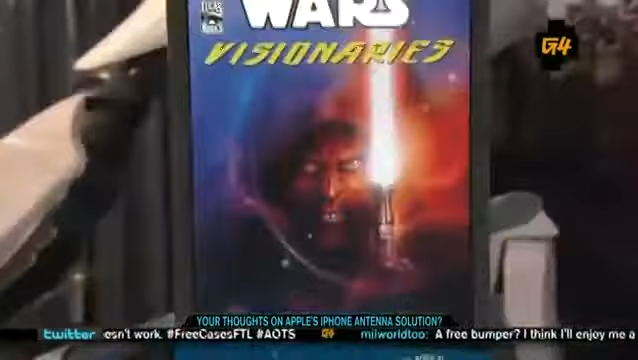 WARS
VISIONARIES
G4
YOUR THOUGHTS ON APPLE'S IPHONE ANTENNA SOLUTION?
twitter esn't work. #FreeCasesFTL #AOTS G4 milworldtoo: A free bumper? I think I'll enjoy me a